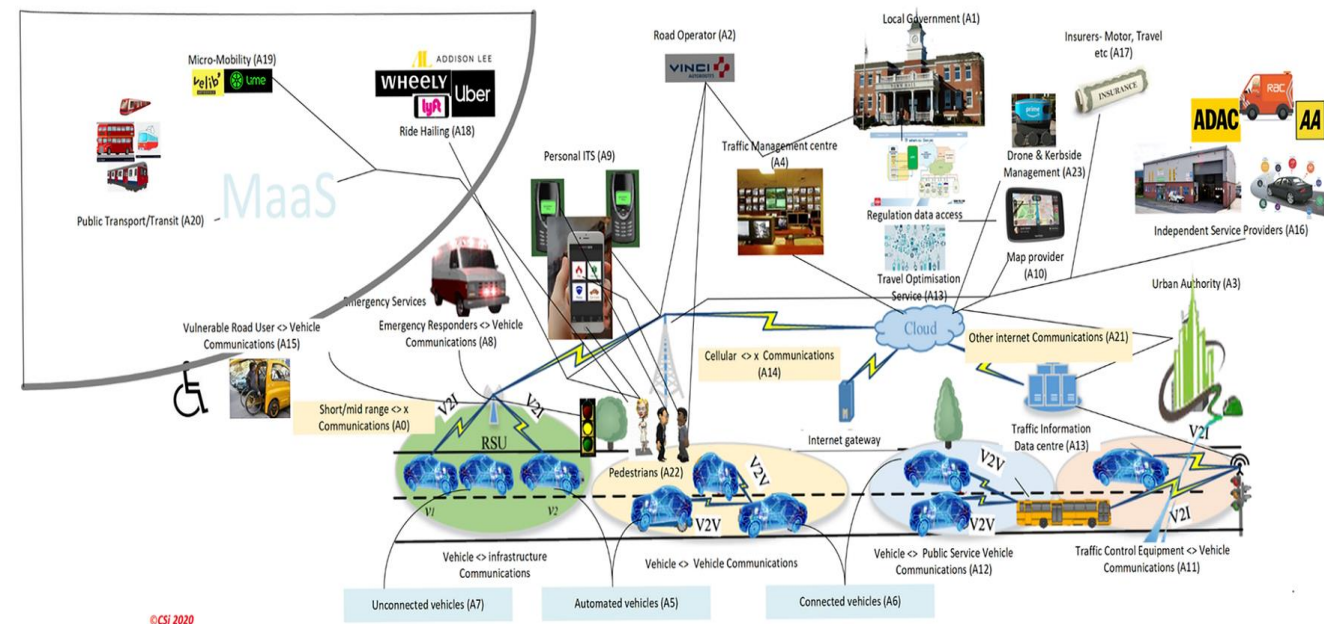 Local Government (A1)
Road Operator (A2)
Insurers- Motor, Travel
etc (A17)
Micro-Mobility (A19)
ADDISON LEE
velib'
Lime
WHEELY
lyft
Uber
VINCI
AUTOROUTES
INSURANCE
prime
RAC
ADAC
AA
Ride Hailing (A18)
Personal ITS (A9)
Traffic Management centre
(A4)
Drone & Kerbside
Management (A23)
MaaS
Public Transport/Transit (A20)
Regulation data access
Map provider
(A10)
Independent Service Providers (A16)
Travel Optimisation
Service (A13)
Urban Authority (A3)
Emergency Services
Vulnerable Road User <> Vehicle
Communications (A15)
Emergency Responders <> Vehicle
Communications (A8)
Cloud
Other internet Communications (A21)
Cellular <> x Communications
(A14)
Short/mid range <> x
Communications (A0)
V2I
V2I
RSU
Internet gateway
Traffic Information
Data centre (A13)
V2I
Pedestrians (A22)
V2V
V2V
V2V
V2V
V2I
v1
v2
Vehicle <> infrastructure
Communications
Vehicle <> Vehicle Communications
Vehicle <> Public Service Vehicle
Communications (A12)
Traffic Control Equipment <> Vehicle
Communications (A11)
Unconnected vehicles (A7)
Automated vehicles (A5)
Connected vehicles (A6)
©CSi 2020